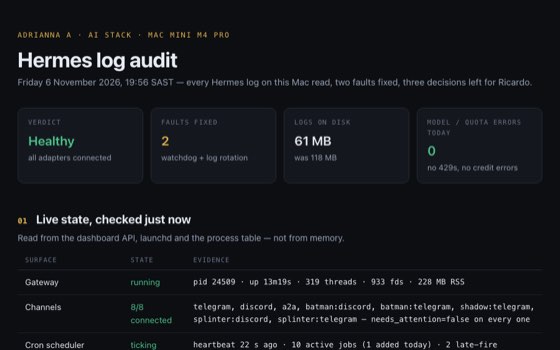 ADRIANNA A · AI STACK · MAC MINI M4 PRO
Hermes log audit
Friday 6 November 2026, 19:56 SAST — every Hermes log on this Mac read, two faults fixed, three decisions left for Ricardo.
VERDICT
Healthy
all adapters connected
FAULTS FIXED
2
watchdog + log rotation
LOGS ON DISK
61 MB
was 118 MB
MODEL / QUOTA ERRORS
TODAY
0
no 429s, no credit errors
01 Live state, checked just now
Read from the dashboard API, launchd and the process table — not from memory.
SURFACE STATE EVIDENCE
Gateway running pid 24509 · up 13m19s · 319 threads · 933 fds · 228 MB RSS
Channels 8/8 telegram, discord, a2a, batman:discord, batman:telegram, shadow:telegram,
connected splinter:discord, splinter:telegram — needs_attention=false on every one
Cron scheduler ticking heartbeat 22 s ago · 10 active jobs (1 added today) · 2 late-fire